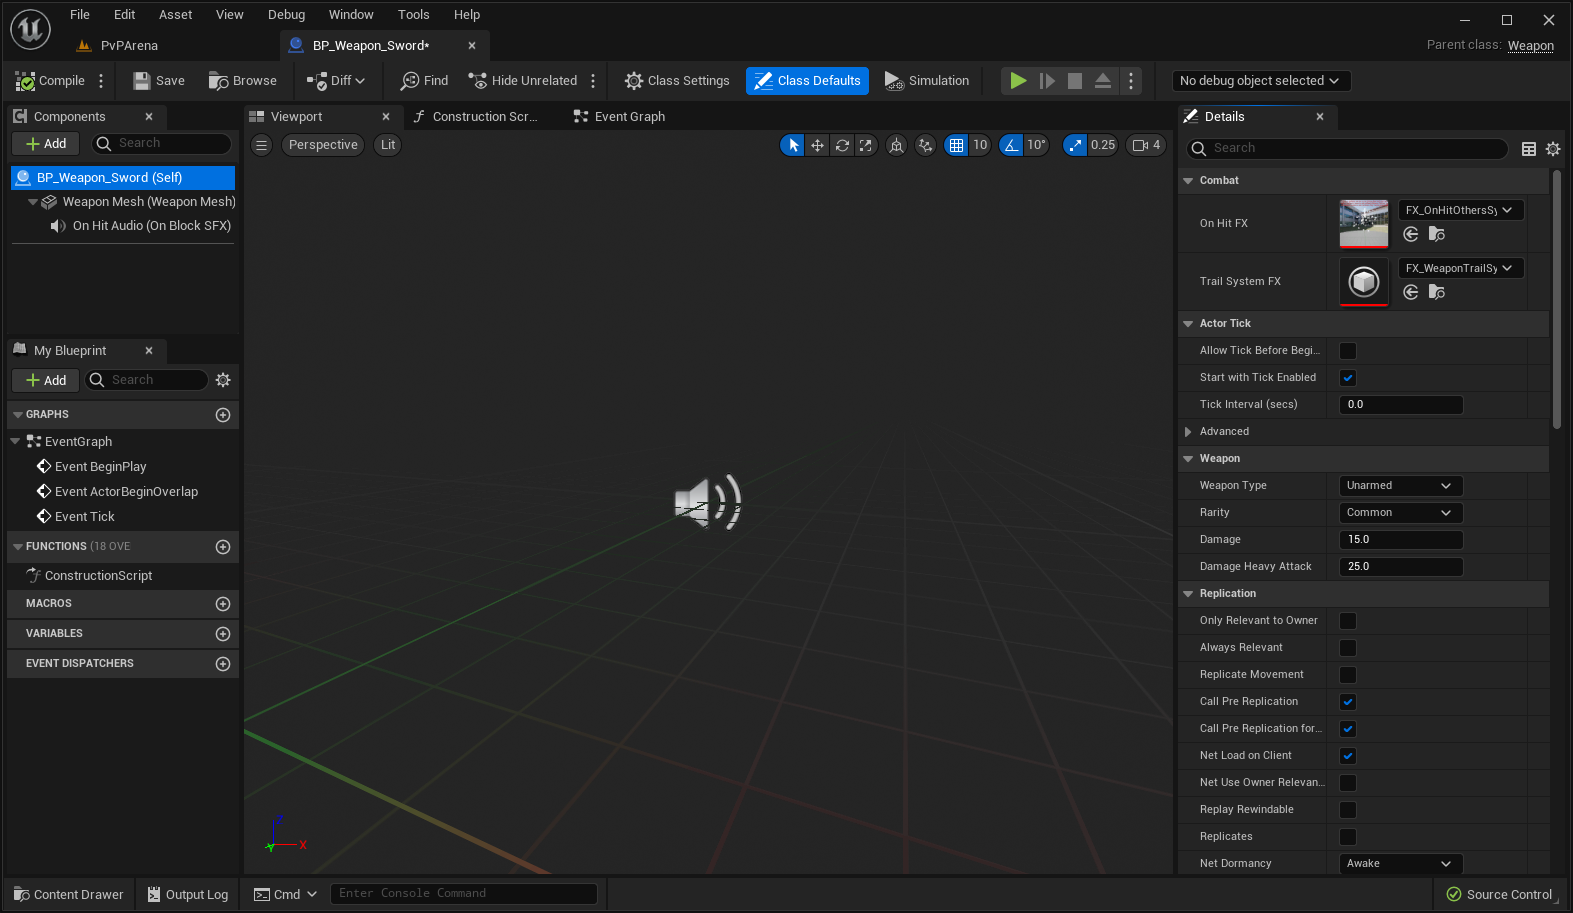 File Edit Asset View Debug Window Tools Help
PvPArena
BP_Weapon_Sword*
Parent class: Weapon
Compile
Save
Browse
Diff
Find
Hide Unrelated
Class Settings
Class Defaults
Simulation
No debug object selected
Components
Add
Search
BP_Weapon_Sword (Self)
Weapon Mesh (Weapon Mesh)
On Hit Audio (On Block SFX)
My Blueprint
Add
Search
GRAPHS
EventGraph
Event BeginPlay
Event ActorBeginOverlap
Event Tick
FUNCTIONS (18 OVE
ConstructionScript
MACROS
VARIABLES
EVENT DISPATCHERS
Viewport
Construction Scr...
Event Graph
Perspective
Lit
10
10°
0.25
4
X
Y
Z
Details
Search
Combat
On Hit FX
FX_OnHitOthersSy
Trail System FX
FX_WeaponTrailSy
Actor Tick
Allow Tick Before Begi...
Start with Tick Enabled
Tick Interval (secs) 0.0
Advanced
Weapon
Weapon Type Unarmed
Rarity Common
Damage 15.0
Damage Heavy Attack 25.0
Replication
Only Relevant to Owner
Always Relevant
Replicate Movement
Call Pre Replication
Call Pre Replication for...
Net Load on Client
Net Use Owner Relevan...
Replay Rewindable
Replicates
Net Dormancy Awake
Content Drawer
Output Log
Cmd
Enter Console Command
Source Control